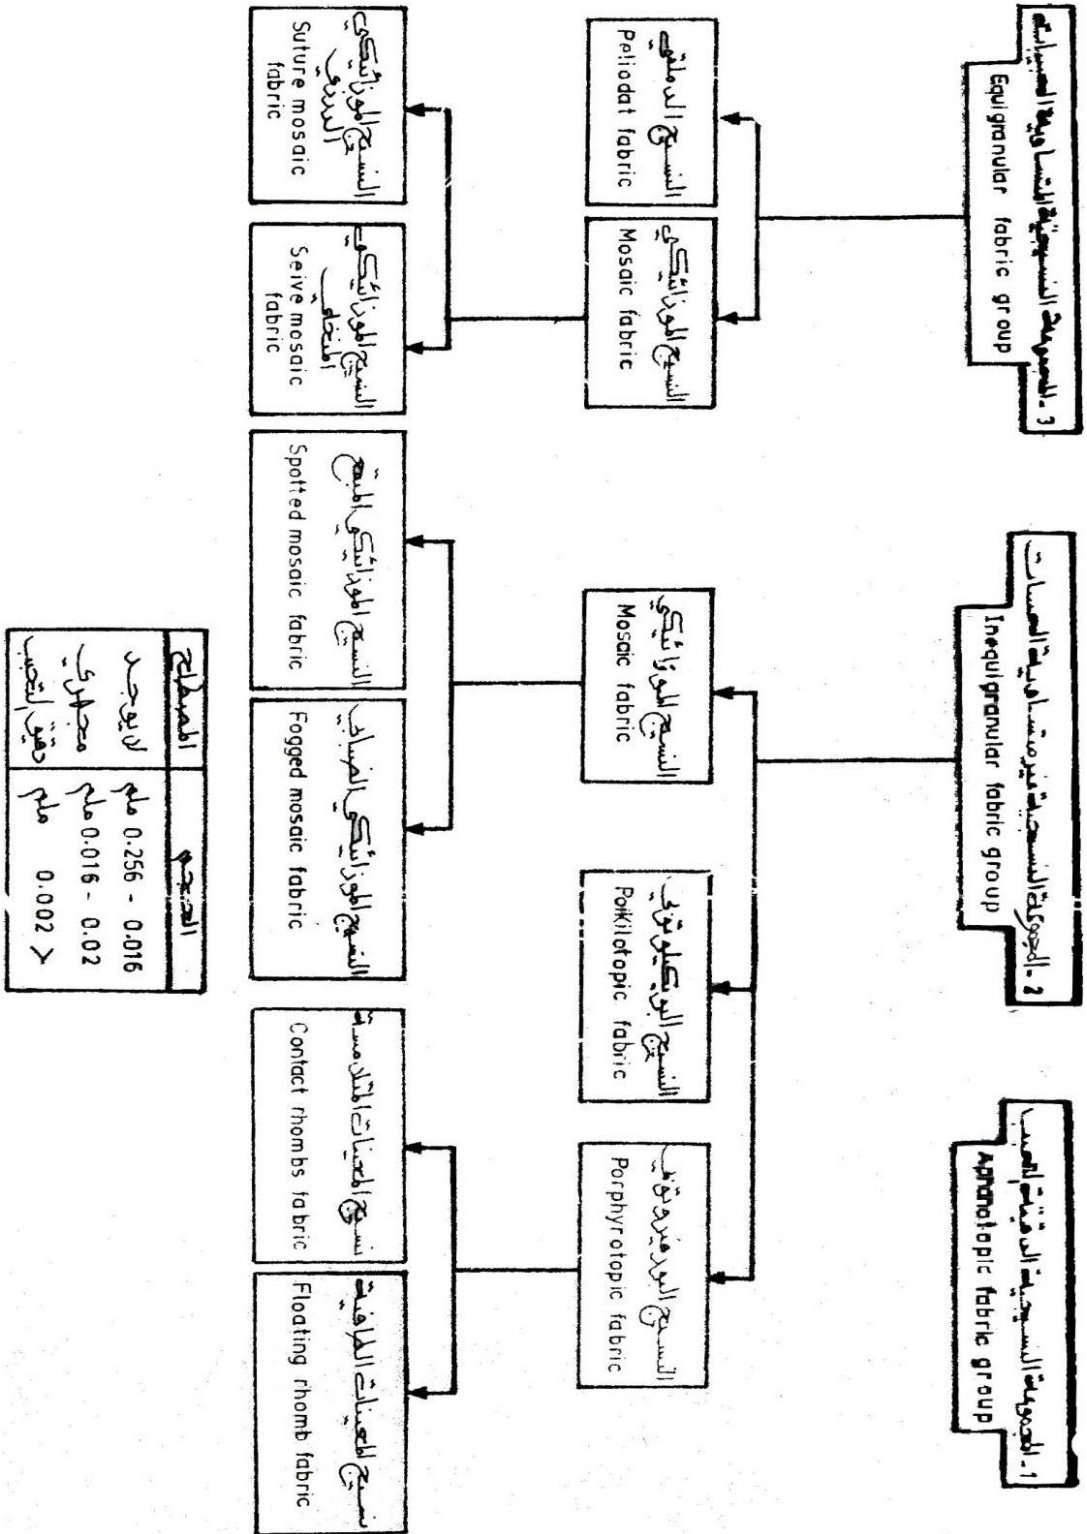 3 - المجموعة النسيجية المتساوية الحبيبات
Equigranular fabric group
2 - المجموعة النسيجية غير متساوية الحبيبات
Inequigranular fabric group
1 - المجموعة النسيجية الدقيقة التحبب
Aphanotopic fabric group
النسيج
Peliodat fabric
النسيج الموزائيكي
Mosaic fabric
النسيج الموزائيكي
Mosaic fabric
النسيج البويكيلوتوبي
Poikilotopic fabric
النسيج البورفيروتوبي
Porphyrotopic fabric
النسيج الموزائيكي
الدرزي
Suture mosaic
fabric
النسيج الموزائيكي
المنخلي
Seive mosaic
fabric
النسيج الموزائيكي المبقع
Spotted mosaic fabric
النسيج الموزائيكي الضبابي
Fogged mosaic fabric
نسيج المعينات المتلامسة
Contact rhombs fabric
نسيج المعينات الطافية
Floating rhomb fabric
المصطلح الحجم
لا يوجد 0.256 - 0.016 ملم
مجهري 0.016 - 0.02 ملم
دقيق التحبب 0.002 > ملم